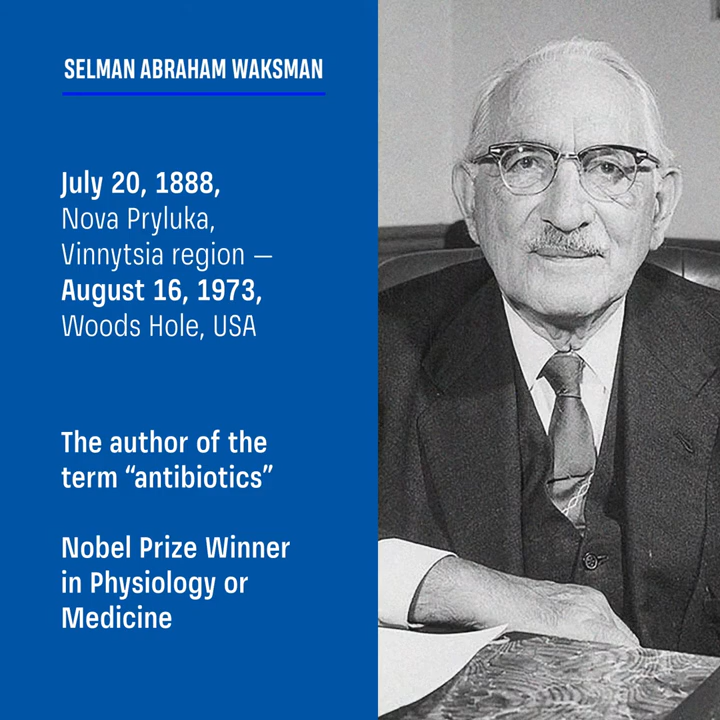 SELMAN ABRAHAM WAKSMAN
July 20, 1888,
Nova Pryluka,
Vinnytsia region —
August 16, 1973,
Woods Hole, USA
The author of the
term “antibiotics”
Nobel Prize Winner
in Physiology or
Medicine